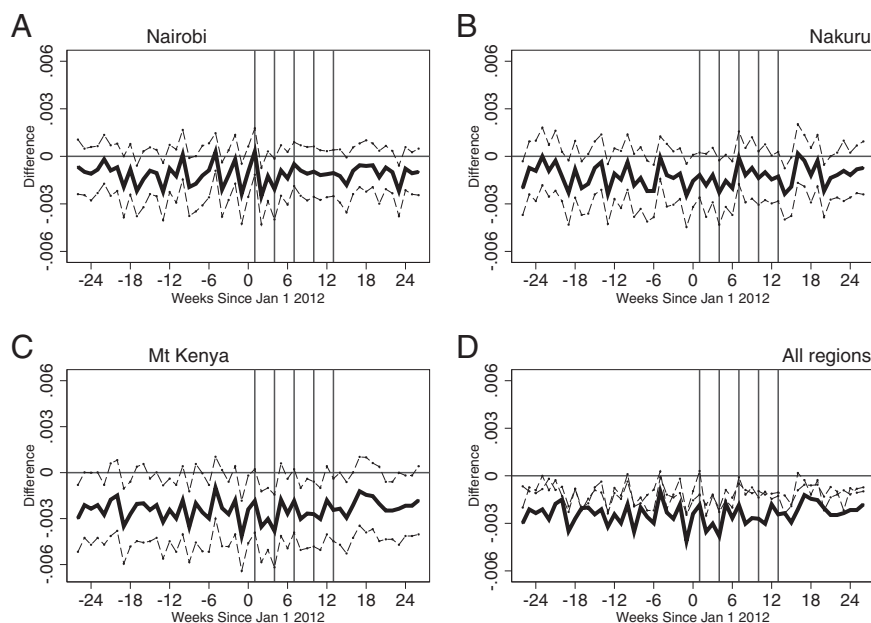 A
Nairobi
.006
.003
0
-.003
-.006
Difference
-24 -18 -12 -6 0 6 12 18 24
Weeks Since Jan 1 2012
B
Nakuru
.006
.003
0
-.003
-.006
Difference
-24 -18 -12 -6 0 6 12 18 24
Weeks Since Jan 1 2012
C
Mt Kenya
.006
.003
0
-.003
-.006
Difference
-24 -18 -12 -6 0 6 12 18 24
Weeks Since Jan 1 2012
D
All regions
.006
.003
0
-.003
-.006
Difference
-24 -18 -12 -6 0 6 12 18 24
Weeks Since Jan 1 2012